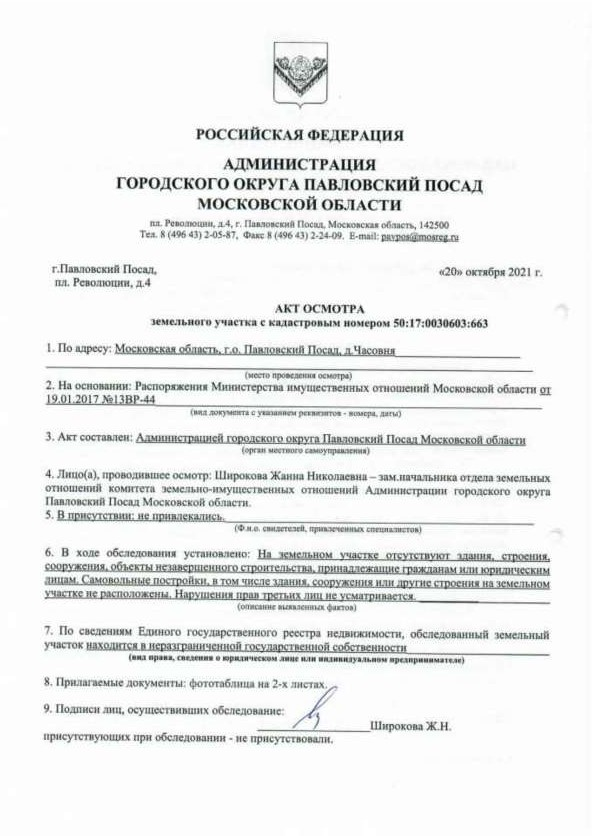 РОССИЙСКАЯ ФЕДЕРАЦИЯ
АДМИНИСТРАЦИЯ
ГОРОДСКОГО ОКРУГА ПАВЛОВСКИЙ ПОСАД
МОСКОВСКОЙ ОБЛАСТИ
пл. Революции, д.4, г. Павловский Посад, Московская область, 142500
Тел. 8 (496 43) 2-05-87, Факс 8 (496 43) 2-24-09. E-mail: pavpos@mosreg.ru
г.Павловский Посад, «20» октября 2021 г.
пл. Революции, д.4
АКТ ОСМОТРА
земельного участка с кадастровым номером 50:17:0030603:663
1. По адресу: Московская область, г.о. Павловский Посад, д.Часовня
(место проведения осмотра)
2. На основании: Распоряжения Министерства имущественных отношений Московской области от
19.01.2017 №13ВР-44
(вид документа с указанием реквизитов - номера, даты)
3. Акт составлен: Администрацией городского округа Павловский Посад Московской области
(орган местного самоуправления)
4. Лицо(а), проводившее осмотр: Широкова Жанна Николаевна – зам.начальника отдела земельных
отношений комитета земельно-имущественных отношений Администрации городского округа
Павловский Посад Московской области.
5. В присутствии: не привлекались.
(Ф.и.о. свидетелей, привлеченных специалистов)
6. В ходе обследования установлено: На земельном участке отсутствуют здания, строения,
сооружения, объекты незавершенного строительства, принадлежащие гражданам или юридическим
лицам. Самовольные постройки, в том числе здания, сооружения или другие строения на земельном
участке не расположены. Нарушения прав третьих лиц не усматривается.
(описание выявленных фактов)
7. По сведениям Единого государственного реестра недвижимости, обследованный земельный
участок находится в неразграниченной государственной собственности
(вид права, сведения о юридическом лице или индивидуальном предпринимателе)
8. Прилагаемые документы: фототаблица на 2-х листах.
9. Подписи лиц, осуществивших обследование:
Широкова Ж.Н.
присутствующих при обследовании - не присутствовали.